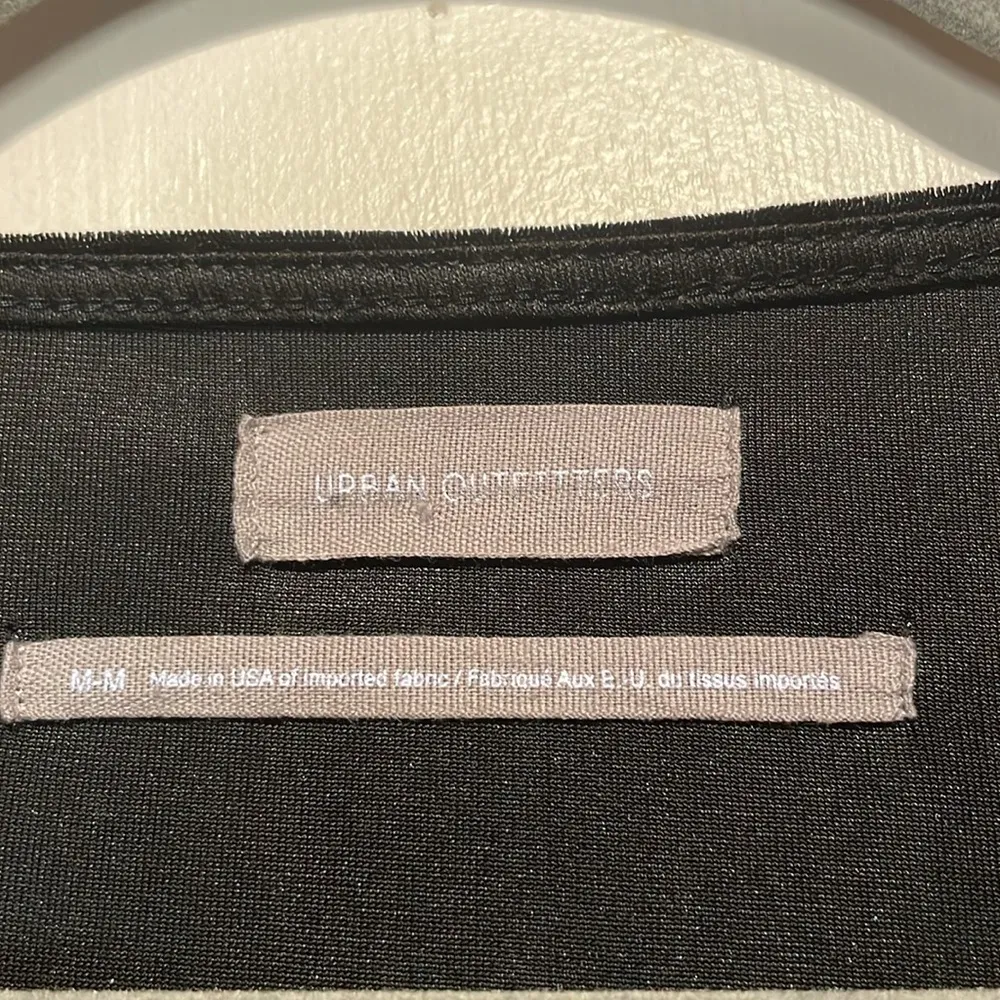 URBAN OUTFITTERS
M-M Made in USA of imported fabric / Fabriqué Aux E.-U. du tissus importés